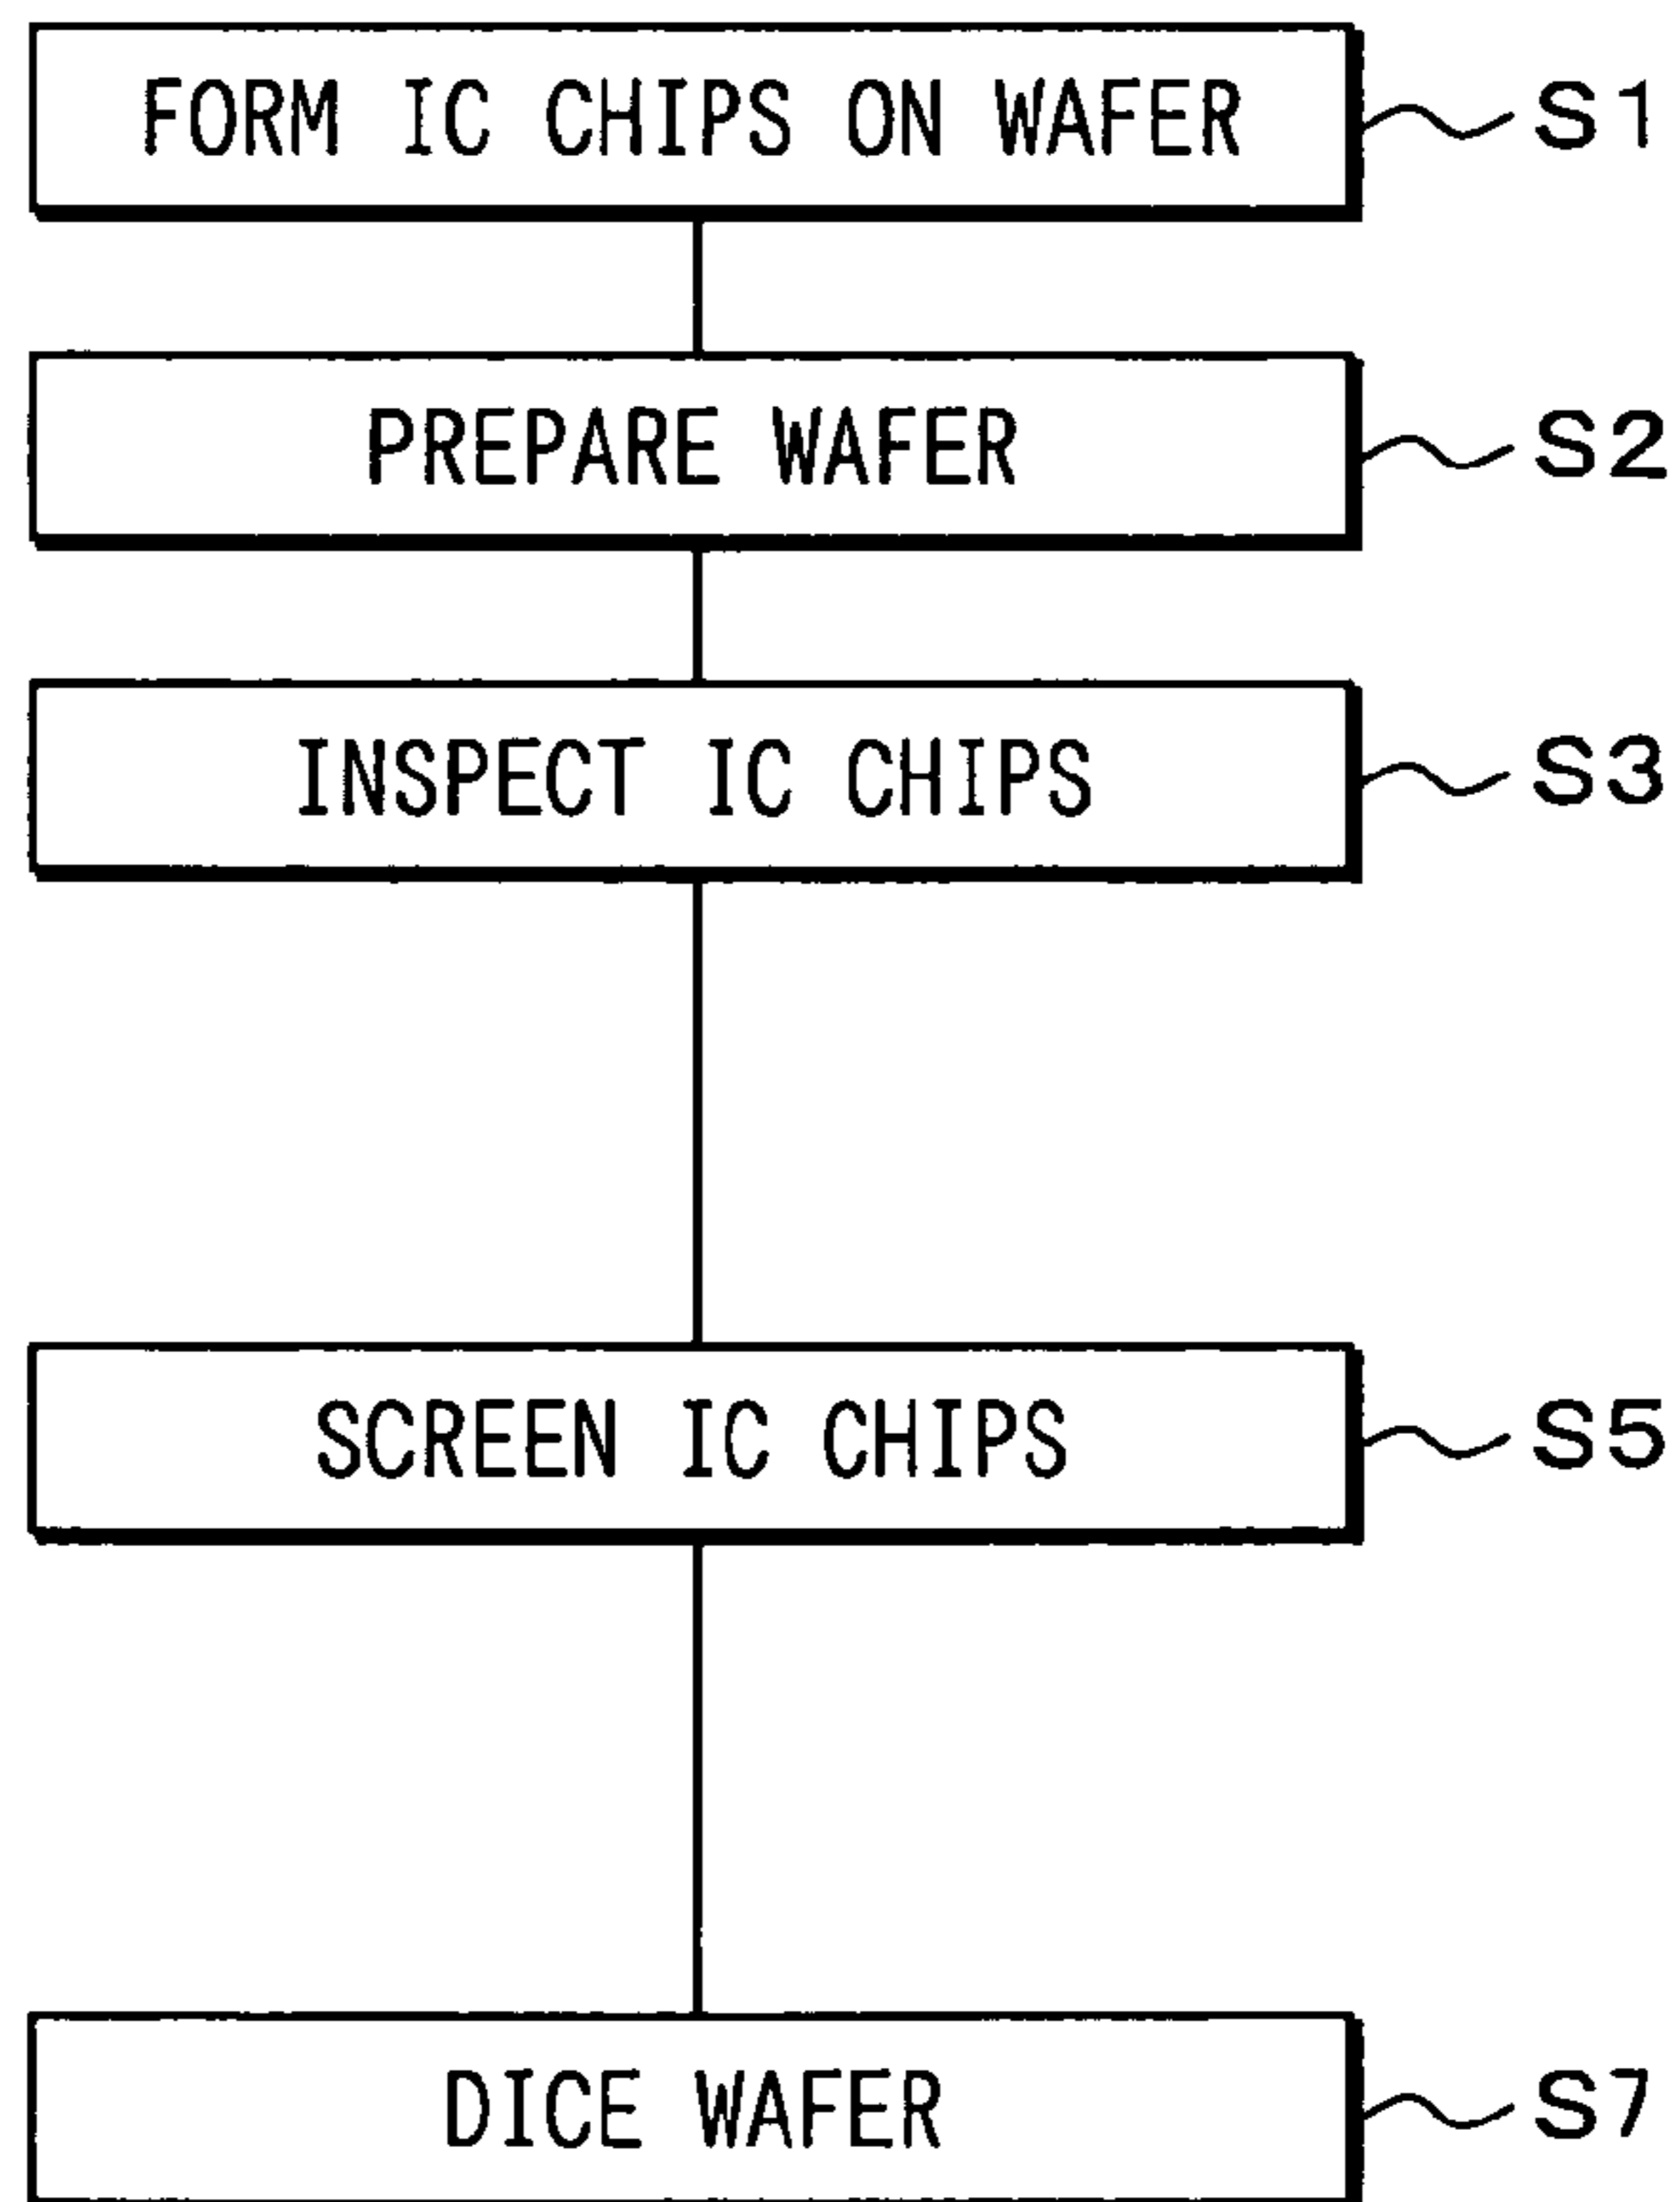 FORM IC CHIPS ON WAFER S1
PREPARE WAFER S2
INSPECT IC CHIPS S3
SCREEN IC CHIPS S5
DICE WAFER S7